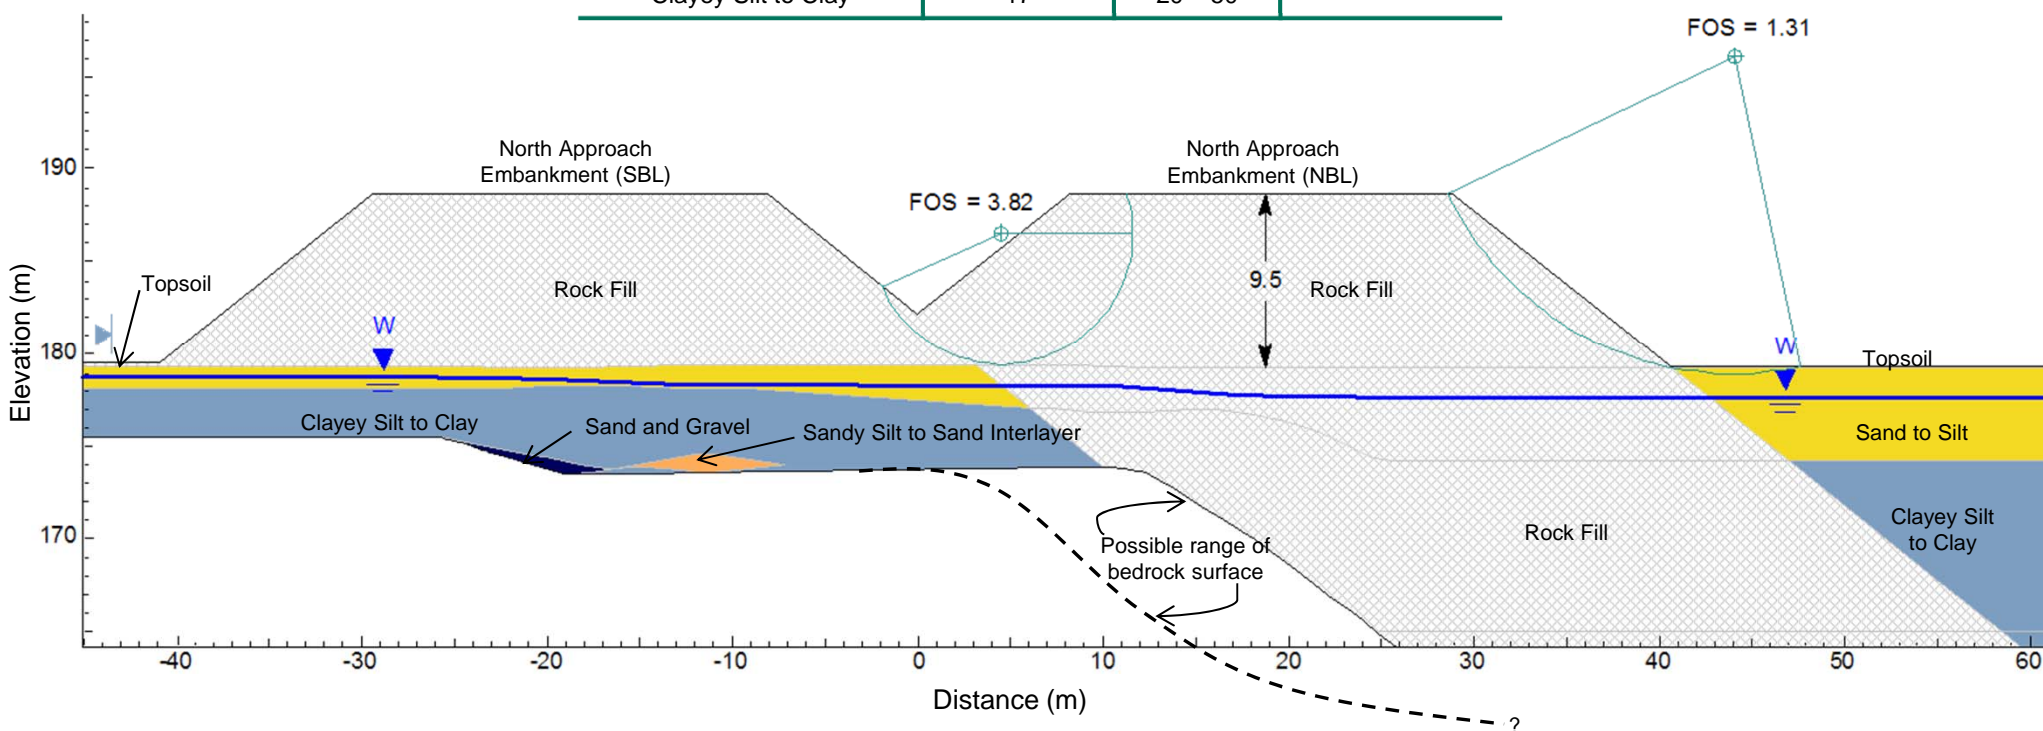 FOS = 1.31
North Approach
Embankment (SBL)
North Approach
Embankment (NBL)
190
FOS = 3.82
Topsoil
Rock Fill
9.5
Rock Fill
W
W
180
Topsoil
Elevation (m)
Clayey Silt to Clay
Sand and Gravel
Sandy Silt to Sand Interlayer
Sand to Silt
170
Possible range of
bedrock surface
Rock Fill
Clayey Silt
to Clay
-40 -30 -20 -10 0 10 20 30 40 50 60
Distance (m)
?